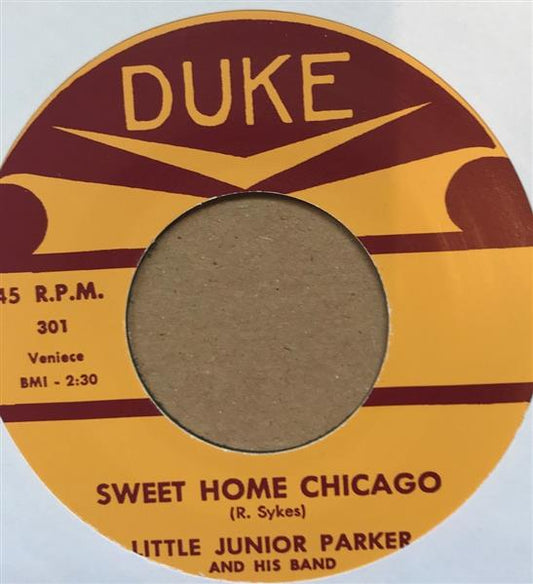 DUKE
45 R.P.M.
301
Veniece
BMI - 2:30
SWEET HOME CHICAGO
(R. Sykes)
LITTLE JUNIOR PARKER
AND HIS BAND